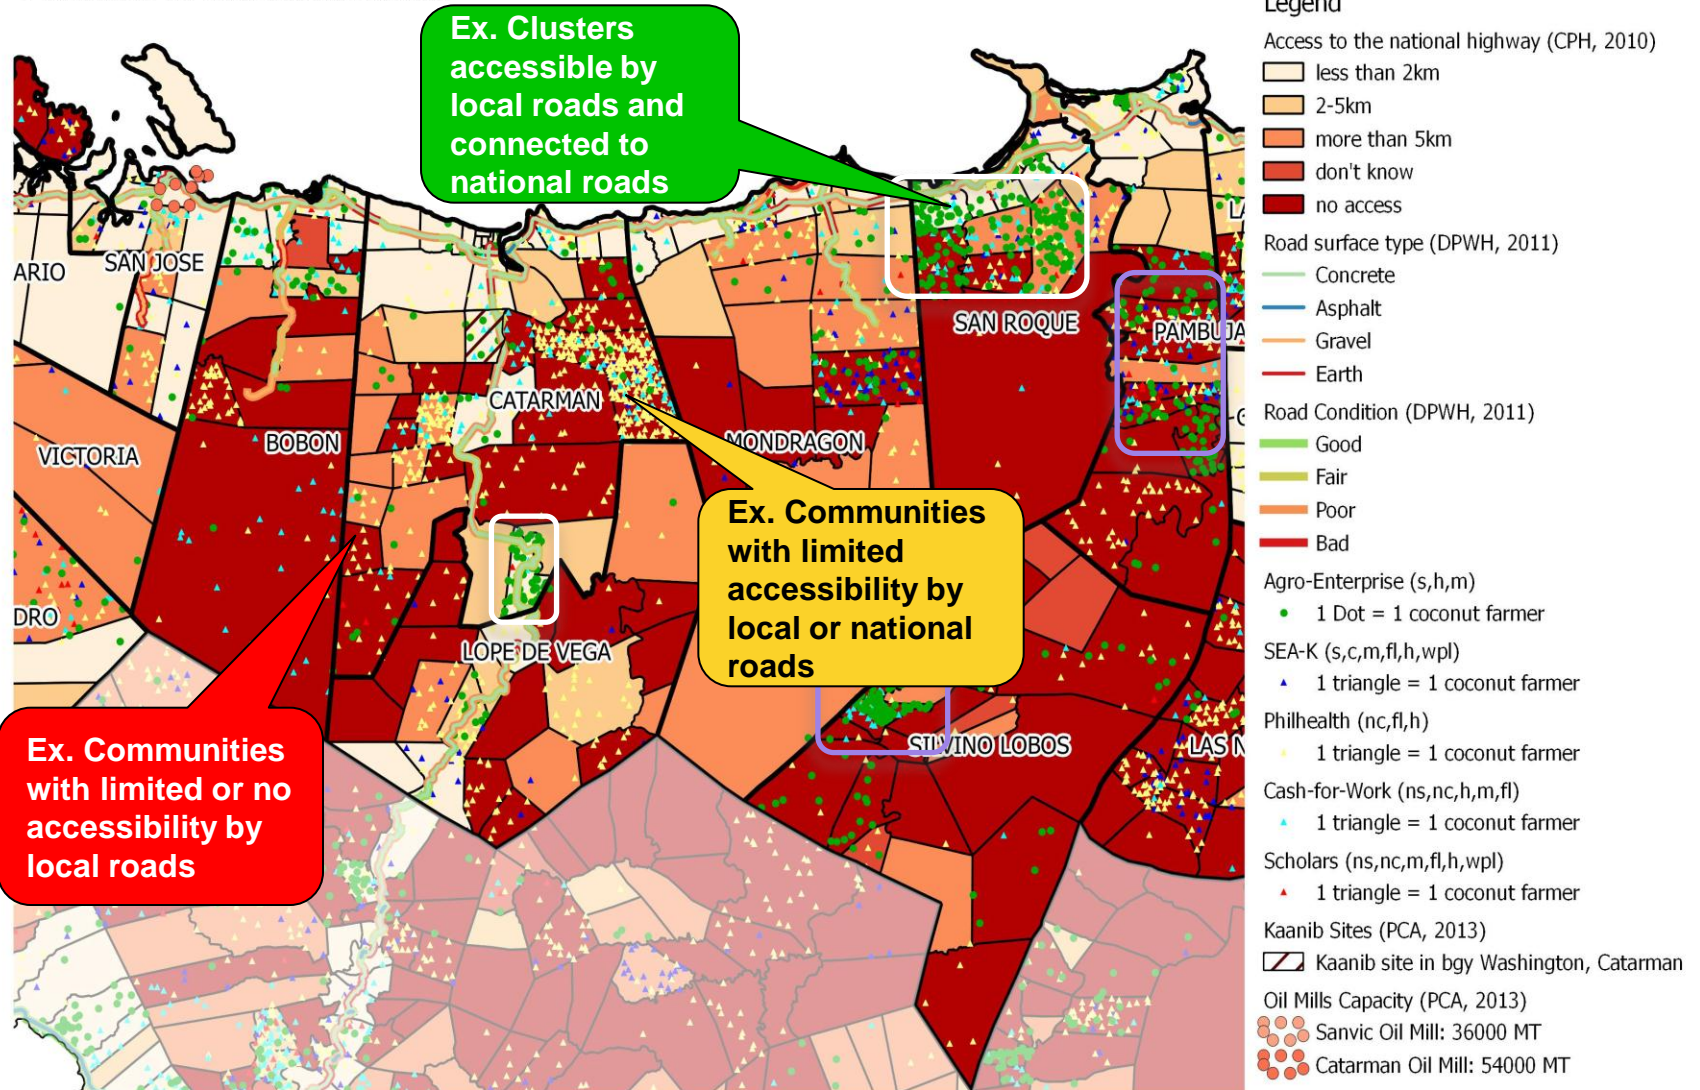 Ex. Clusters
accessible by
local roads and
connected to
national roads
ARIO
SAN JOSE
SAN ROQUE
PAMBUJA
CATARMAN
VICTORIA
BOBON
MONDRAGON
Ex. Communities
with limited
accessibility by
local or national
roads
DRO
LOPE DE VEGA
SILVINO LOBOS
LAS N
LA
G
Ex. Communities
with limited or no
accessibility by
local roads
Legend
Access to the national highway (CPH, 2010)
less than 2km
2-5km
more than 5km
don't know
no access
Road surface type (DPWH, 2011)
Concrete
Asphalt
Gravel
Earth
Road Condition (DPWH, 2011)
Good
Fair
Poor
Bad
Agro-Enterprise (s,h,m)
1 Dot = 1 coconut farmer
SEA-K (s,c,m,fl,h,wpl)
1 triangle = 1 coconut farmer
Philhealth (nc,fl,h)
1 triangle = 1 coconut farmer
Cash-for-Work (ns,nc,h,m,fl)
1 triangle = 1 coconut farmer
Scholars (ns,nc,m,fl,h,wpl)
1 triangle = 1 coconut farmer
Kaanib Sites (PCA, 2013)
Kaanib site in bgy Washington, Catarman
Oil Mills Capacity (PCA, 2013)
Sanvic Oil Mill: 36000 MT
Catarman Oil Mill: 54000 MT